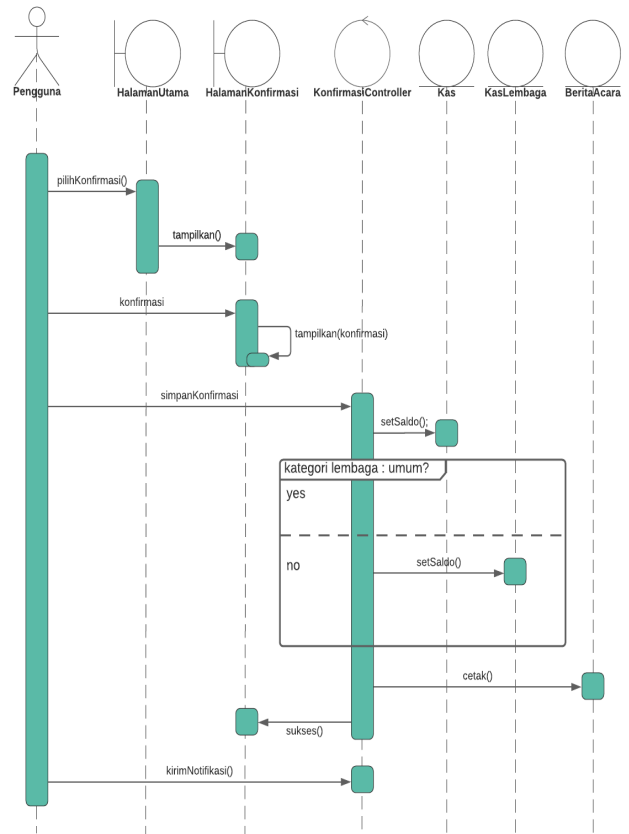 Pengguna
HalamanUtama
HalamanKonfirmasi
KonfirmasiController
Kas
KasLembaga
BeritaAcara
pilihKonfirmasi()
tampilkan()
konfirmasi
tampilkan(konfirmasi)
simpanKonfirmasi
setSaldo();
kategori lembaga : umum?
yes
no
setSaldo()
cetak()
sukses()
kirimNotifikasi()